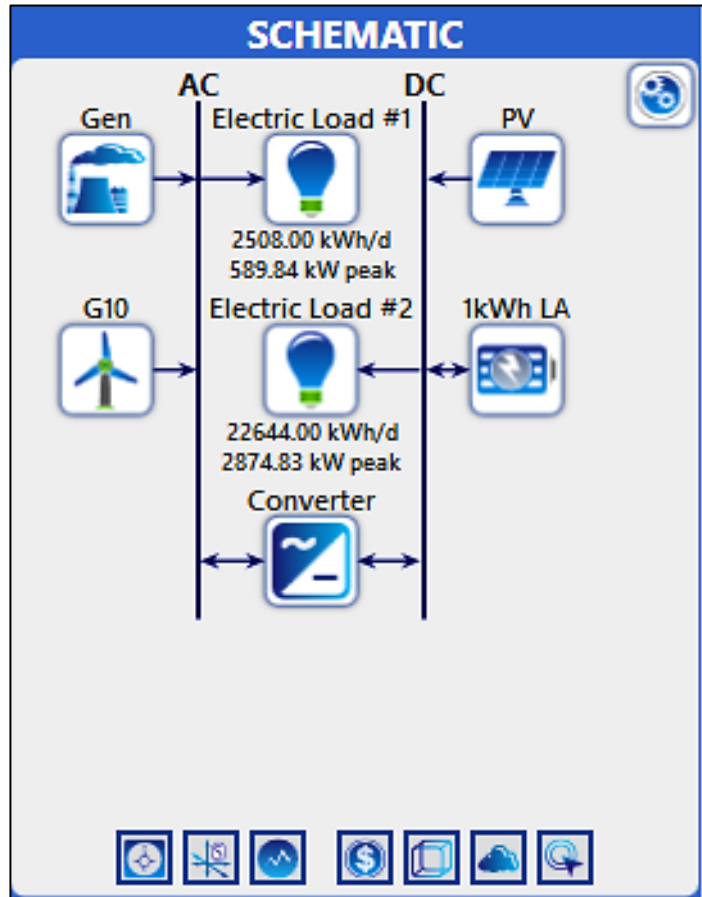 SCHEMATIC
AC DC
Gen Electric Load #1 PV
2508.00 kWh/d
589.84 kW peak
G10 Electric Load #2 1kWh LA
22644.00 kWh/d
2874.83 kW peak
Converter